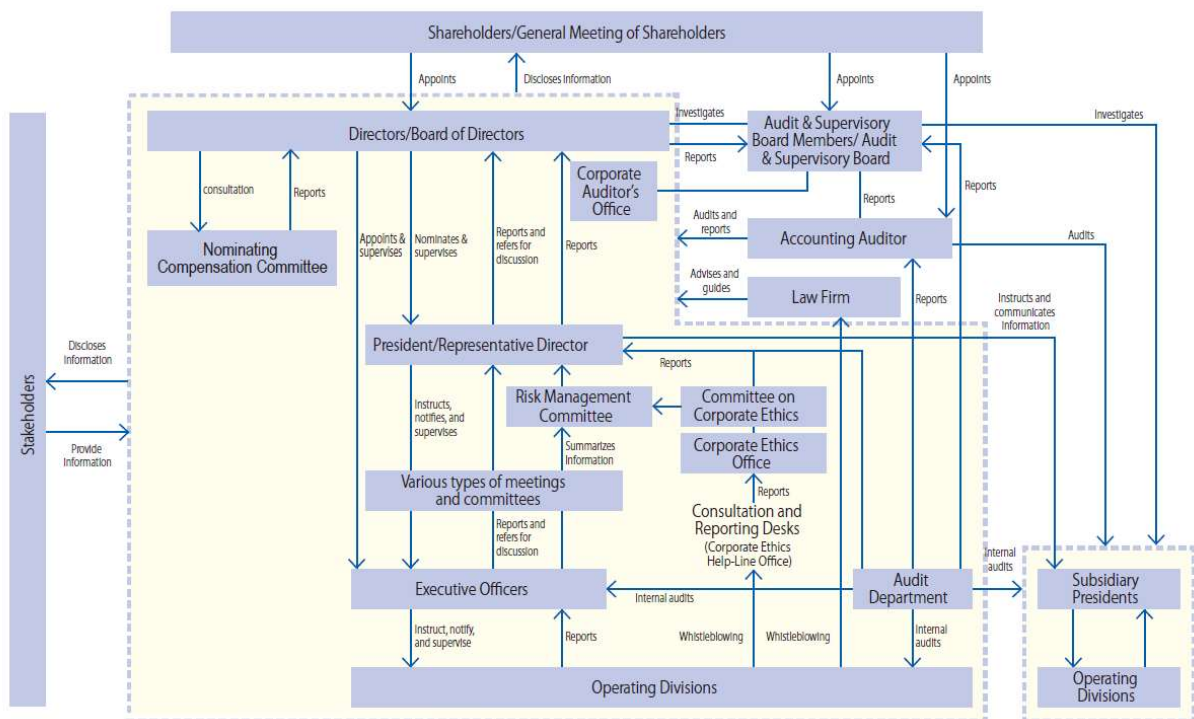 Shareholders/General Meeting of Shareholders
Appoints
Discloses Information
Appoints
Appoints
Directors/Board of Directors
Investigates
Reports
Audit & Supervisory
Board Members/ Audit
& Supervisory Board
Investigates
Corporate
Auditor's
Office
Reports
Reports
consultation
Reports
Nominating
Compensation Committee
Appoints &
supervises
Nominates &
supervises
Reports and
refers for
discussion
Reports
Audits and
reports
Accounting Auditor
Audits
Advises and
guides
Law Firm
Reports
Instructs and
communicates
Information
President/Representative Director
Reports
Stakeholders
Discloses
Information
Provide
Information
Instructs,
notifies, and
supervises
Risk Management
Committee
Committee on
Corporate Ethics
Summarizes
Information
Corporate Ethics
Office
Various types of meetings
and committees
Reports
Consultation and
Reporting Desks
(Corporate Ethics
Help-Line Office)
Reports and
refers for
discussion
Executive Officers
Internal audits
Audit
Department
Internal
audits
Subsidiary
Presidents
Instruct, notify,
and supervise
Reports
Whistleblowing
Whistleblowing
Internal
audits
Operating Divisions
Operating
Divisions